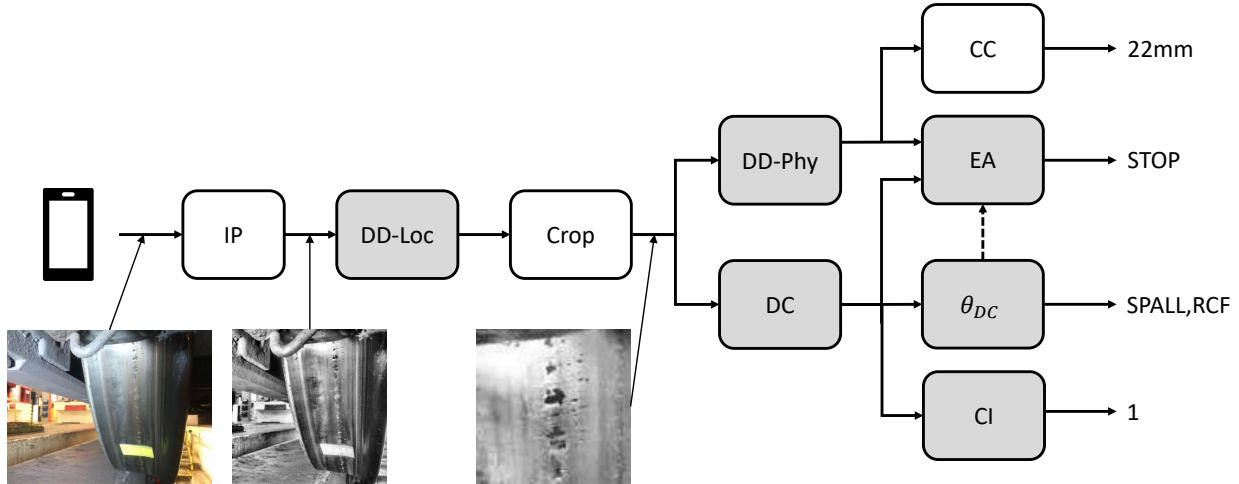 CC
22mm
DD-Phy
EA
STOP
IP
DD-Loc
Crop
DC
θ_DC
SPALL,RCF
CI
1